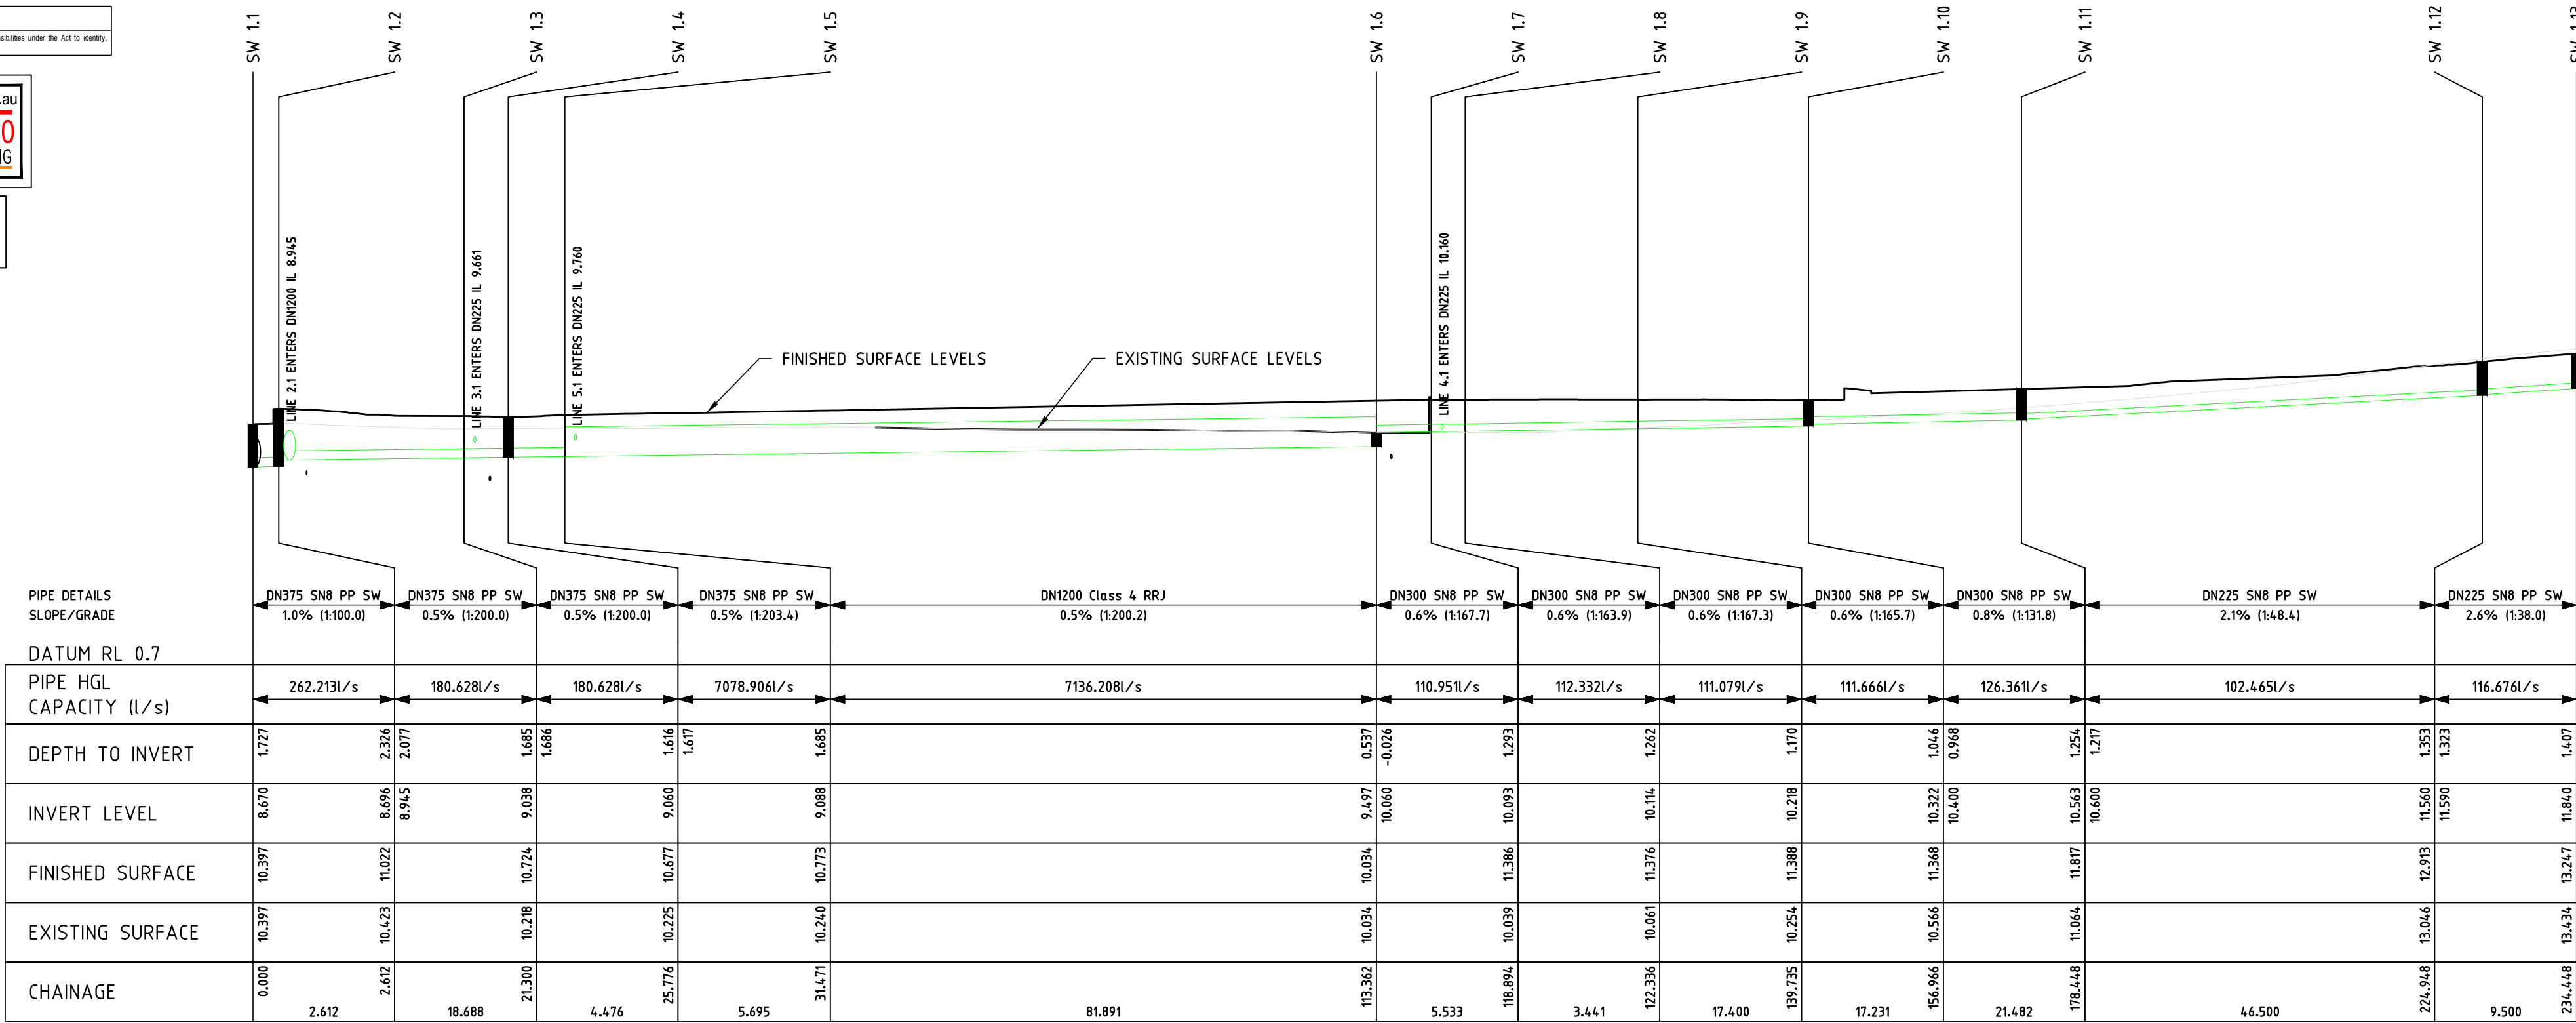 SW 1.1 SW 1.2 SW 1.3 SW 1.4 SW 1.5 SW 1.6 SW 1.7 SW 1.8 SW 1.9 SW 1.10 SW 1.11 SW 1.12 SW 1.13
sibilities under the Act to identify,
.au
0
IG
LINE 2.1 ENTERS DN1200 IL 8.945
LINE 3.1 ENTERS DN225 IL 9.661
LINE 5.1 ENTERS DN225 IL 9.760
LINE 4.1 ENTERS DN225 IL 10.160
FINISHED SURFACE LEVELS
EXISTING SURFACE LEVELS
PIPE DETAILS DN375 SN8 PP SW DN375 SN8 PP SW DN375 SN8 PP SW DN375 SN8 PP SW DN1200 Class 4 RRJ DN300 SN8 PP SW DN300 SN8 PP SW DN300 SN8 PP SW DN300 SN8 PP SW DN300 SN8 PP SW DN225 SN8 PP SW DN225 SN8 PP SW
SLOPE/GRADE 1.0% (1:100.0) 0.5% (1:200.0) 0.5% (1:200.0) 0.5% (1:203.4) 0.5% (1:200.2) 0.6% (1:167.7) 0.6% (1:163.9) 0.6% (1:167.3) 0.6% (1:165.7) 0.8% (1:131.8) 2.1% (1:48.4) 2.6% (1:38.0)
DATUM RL 0.7
PIPE HGL
CAPACITY (l/s)
262.213l/s 180.628l/s 180.628l/s 7078.906l/s 7136.208l/s 110.951l/s 112.332l/s 111.079l/s 111.666l/s 126.361l/s 102.465l/s 116.676l/s
DEPTH TO INVERT 1.727 2.326 2.077 1.685 1.686 1.616 1.617 1.685 0.537 -0.026 1.293 1.262 1.170 1.046 0.968 1.254 1.217 1.353 1.323 1.407
INVERT LEVEL 8.670 8.696 8.945 9.038 9.060 9.088 9.497 10.060 10.093 10.114 10.218 10.322 10.400 10.563 10.600 11.560 11.590 11.840
FINISHED SURFACE 10.397 11.022 10.724 10.677 10.773 10.034 11.386 11.376 11.388 11.368 11.817 12.913 13.247
EXISTING SURFACE 10.397 10.423 10.218 10.225 10.240 10.034 10.039 10.061 10.254 10.566 11.064 13.046 13.434
CHAINAGE 0.000 2.612 21.300 25.776 31.471 113.362 118.894 122.336 139.735 156.966 178.448 224.948 234.448
2.612 18.688 4.476 5.695 81.891 5.533 3.441 17.400 17.231 21.482 46.500 9.500